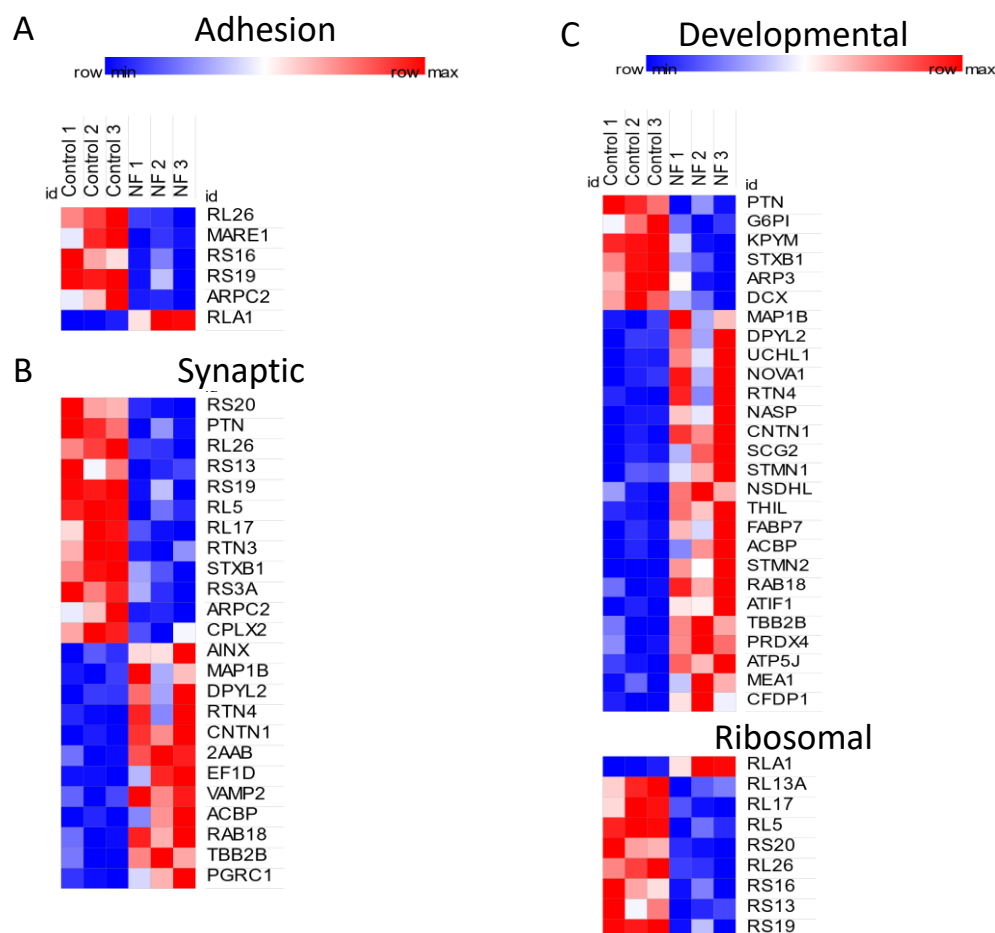 A
Adhesion
row min
row max
id
Control 1
Control 2
Control 3
NF 1
NF 2
NF 3
id
RL26
MARE1
RS16
RS19
ARPC2
RLA1
B
Synaptic
RS20
PTN
RL26
RS13
RS19
RL5
RL17
RTN3
STXB1
RS3A
ARPC2
CPLX2
AINX
MAP1B
DPYL2
RTN4
CNTN1
2AAB
EF1D
VAMP2
ACBP
RAB18
TBB2B
PGRC1
C
Developmental
row min
row max
id
Control 1
Control 2
Control 3
NF 1
NF 2
NF 3
id
PTN
G6PI
KPYM
STXB1
ARP3
DCX
MAP1B
DPYL2
UCHL1
NOVA1
RTN4
NASP
CNTN1
SCG2
STMN1
NSDHL
THIL
FABP7
ACBP
STMN2
RAB18
ATIF1
TBB2B
PRDX4
ATP5J
MEA1
CFDP1
Ribosomal
RLA1
RL13A
RL17
RL5
RS20
RL26
RS16
RS13
RS19